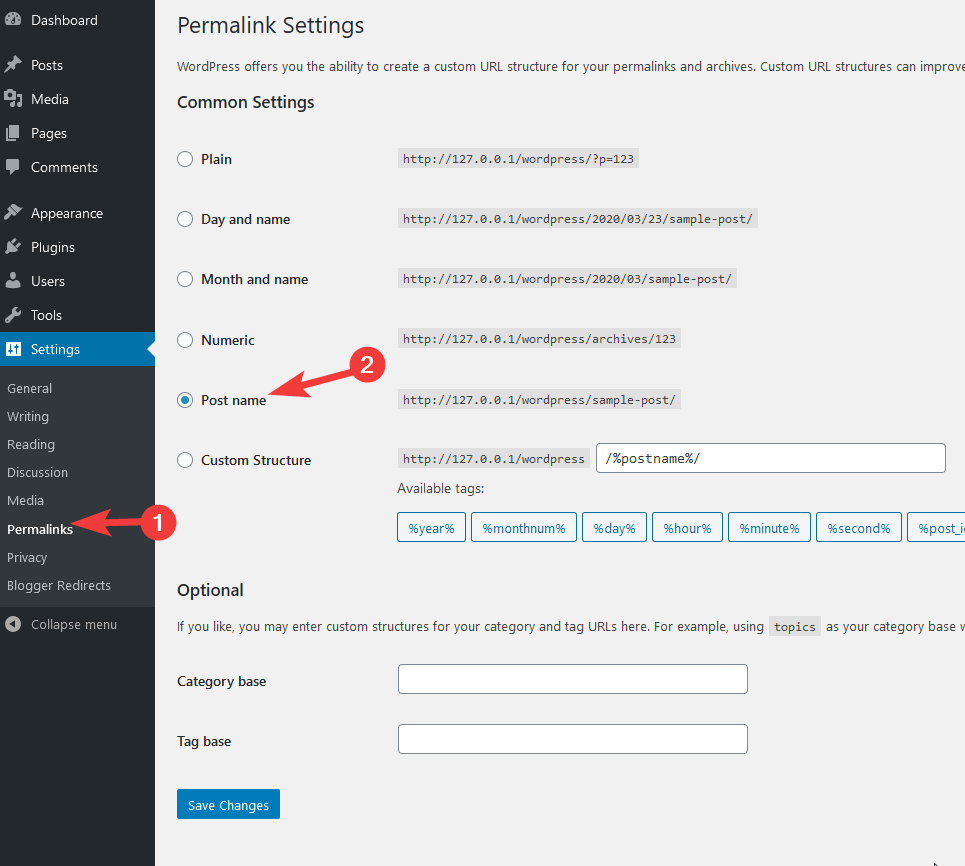 Dashboard
Posts
Media
Pages
Comments
Appearance
Plugins
Users
Tools
Settings
General
Writing
Reading
Discussion
Media
Permalinks
1
Privacy
Blogger Redirects
Collapse menu
Permalink Settings
WordPress offers you the ability to create a custom URL structure for your permalinks and archives. Custom URL structures can improve
Common Settings
Plain http://127.0.0.1/wordpress/?p=123
Day and name http://127.0.0.1/wordpress/2020/03/23/sample-post/
Month and name http://127.0.0.1/wordpress/2020/03/sample-post/
Numeric http://127.0.0.1/wordpress/archives/123
2
Post name http://127.0.0.1/wordpress/sample-post/
Custom Structure http://127.0.0.1/wordpress /%postname%/
Available tags:
%year% %monthnum% %day% %hour% %minute% %second% %post_i
Optional
If you like, you may enter custom structures for your category and tag URLs here. For example, using topics as your category base w
Category base
Tag base
Save Changes